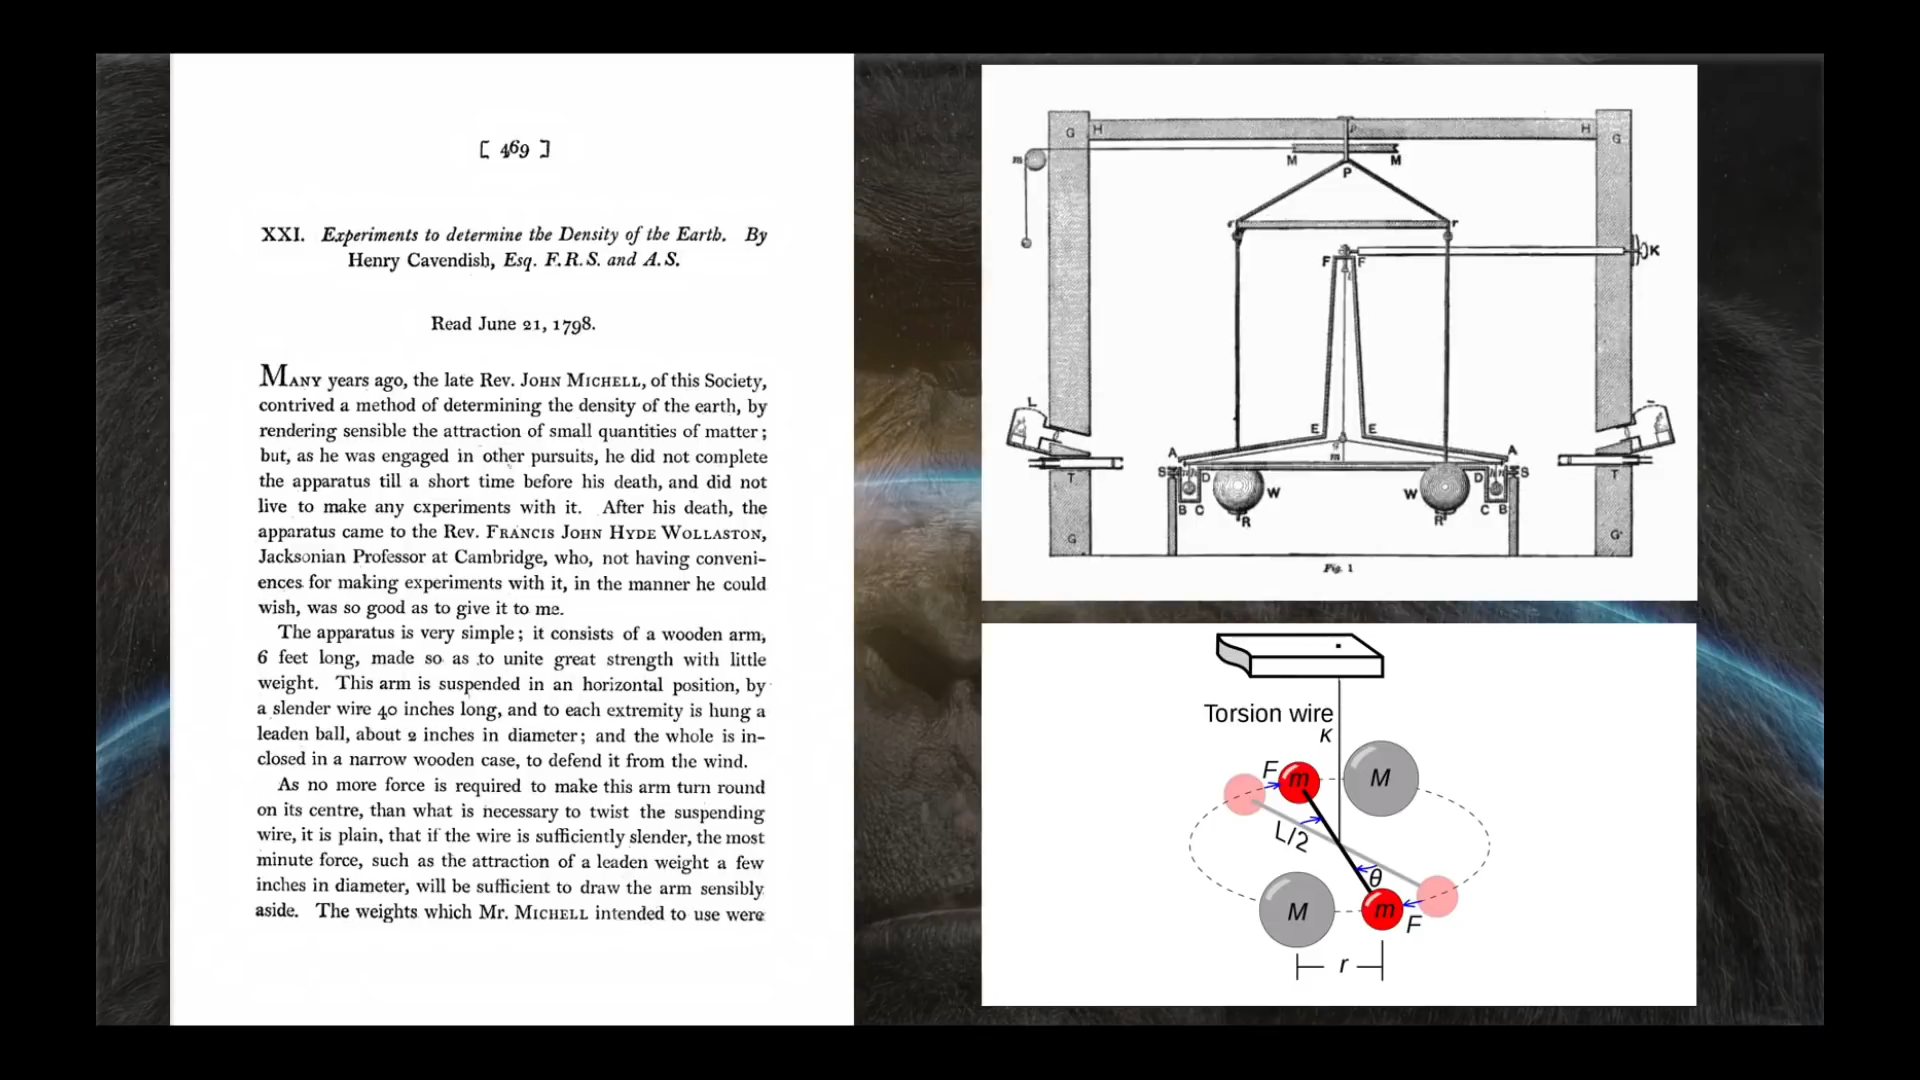 [ 469 ]
XXI. Experiments to determine the Density of the Earth. By
Henry Cavendish, Esq. F.R.S. and A.S.
Read June 21, 1798.
MANY years ago, the late Rev. JOHN MICHELL, of this Society,
contrived a method of determining the density of the earth, by
rendering sensible the attraction of small quantities of matter;
but, as he was engaged in other pursuits, he did not complete
the apparatus till a short time before his death, and did not
live to make any experiments with it. After his death, the
apparatus came to the Rev. FRANCIS JOHN HYDE WOLLASTON,
Jacksonian Professor at Cambridge, who, not having conveni-
ences for making experiments with it, in the manner he could
wish, was so good as to give it to me.
The apparatus is very simple; it consists of a wooden arm,
6 feet long, made so as to unite great strength with little
weight. This arm is suspended in an horizontal position, by
a slender wire 40 inches long, and to each extremity is hung a
leaden ball, about 2 inches in diameter; and the whole is in-
closed in a narrow wooden case, to defend it from the wind.
As no more force is required to make this arm turn round
on its centre, than what is necessary to twist the suspending
wire, it is plain, that if the wire is sufficiently slender, the most
minute force, such as the attraction of a leaden weight a few
inches in diameter, will be sufficient to draw the arm sensibly
aside. The weights which Mr. MICHELL intended to use were
G H H G
m M M
P
r r
F F K
L
E E
A A
S D D S
T m T
W W
B C C B
R R
G G
Fig. 1
Torsion wire
κ
F m M
L/2
θ
M m F
r